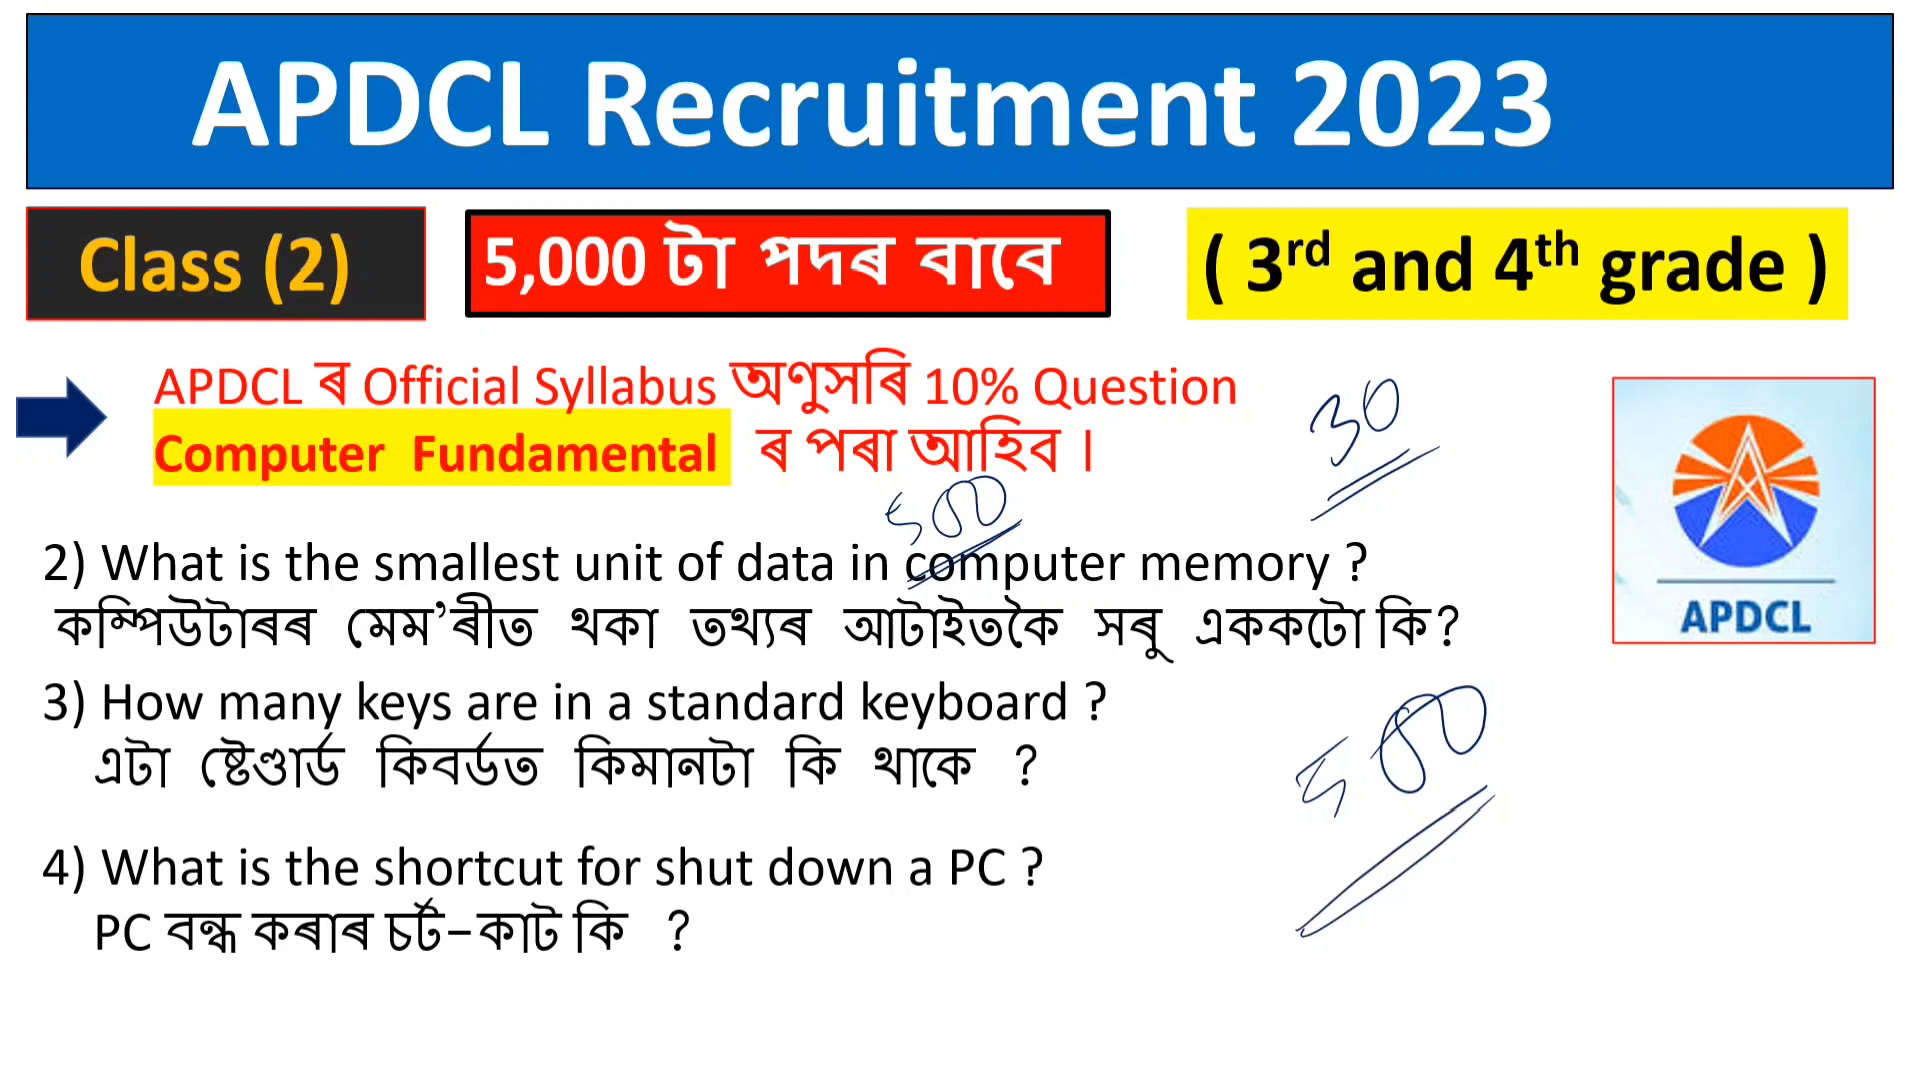 APDCL Recruitment 2023
Class (2)
5,000 টা পদৰ বাবে
( 3rd and 4th grade )
APDCL ৰ Official Syllabus অণুসৰি 10% Question
Computer Fundamental ৰ পৰা আহিব ।
30
500
2) What is the smallest unit of data in computer memory ?
কম্পিউটাৰৰ মেম’ৰীত থকা তথ্যৰ আটাইতকৈ সৰু এককটো কি?
APDCL
3) How many keys are in a standard keyboard ?
এটা ষ্টেণ্ডাৰ্ড কিবৰ্ডত কিমানটা কি থাকে ?
500
4) What is the shortcut for shut down a PC ?
PC বন্ধ কৰাৰ চৰ্ট–কাট কি ?